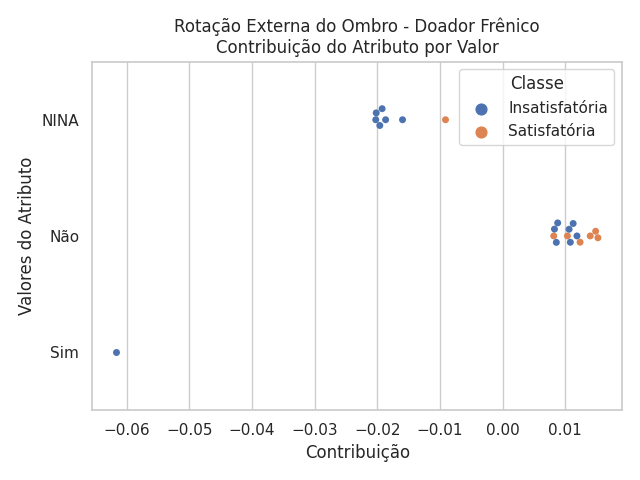 Rotação Externa do Ombro - Doador Frênico
Contribuição do Atributo por Valor
Classe
Insatisfatória
Satisfatória
Valores do Atributo
NINA
Não
Sim
−0.06 −0.05 −0.04 −0.03 −0.02 −0.01 0.00 0.01
Contribuição